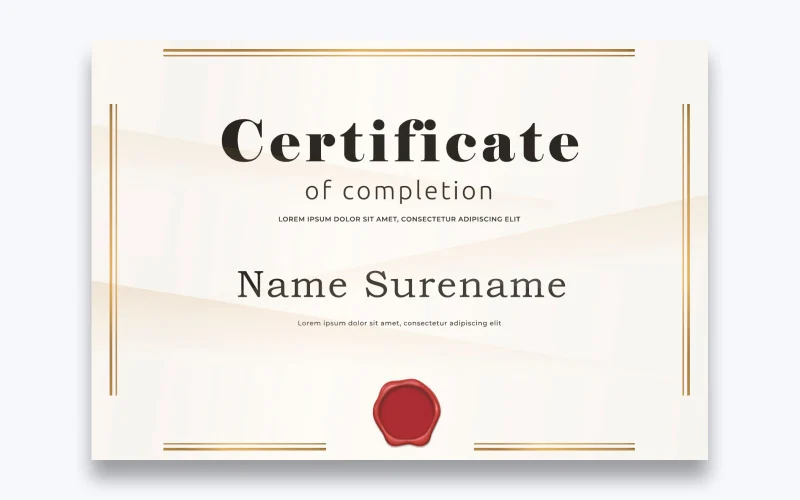 Certificate
of completion
LOREM IPSUM DOLOR SIT AMET, CONSECTETUR ADIPISCING ELIT
Name Surename
Lorem ipsum dolor sit amet, consectetur adipiscing elit